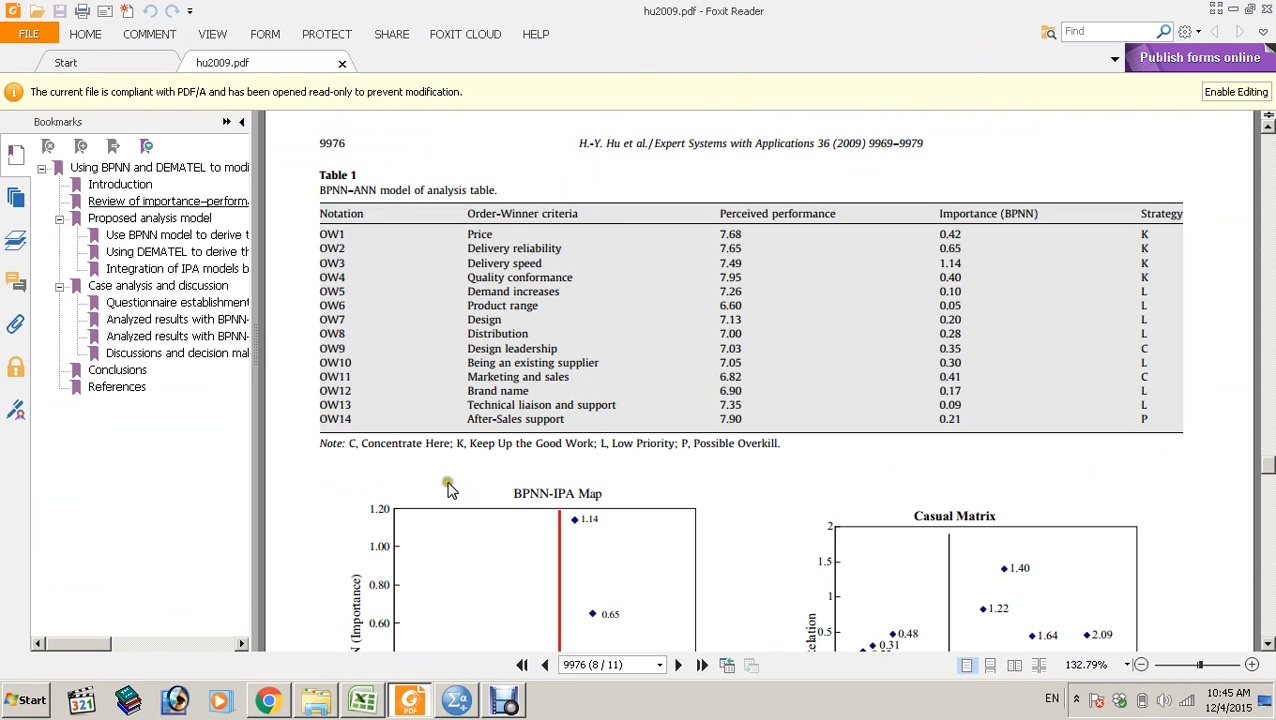 hu2009.pdf - Foxit Reader
FILE HOME COMMENT VIEW FORM PROTECT SHARE FOXIT CLOUD HELP
Find
Start hu2009.pdf
Publish forms online
The current file is compliant with PDF/A and has been opened read-only to prevent modification.
Enable Editing
Bookmarks
Using BPNN and DEMATEL to modi
Introduction
Review of importance–perform
Proposed analysis model
Use BPNN model to derive t
Using DEMATEL to derive th
Integration of IPA models b
Case analysis and discussion
Questionnaire establishment
Analyzed results with BPNN-
Analyzed results with BPNN-
Discussions and decision mal
Conclusions
References
9976 H.-Y. Hu et al. / Expert Systems with Applications 36 (2009) 9969–9979
Table 1
BPNN–ANN model of analysis table.
Notation Order-Winner criteria Perceived performance Importance (BPNN) Strategy
OW1 Price 7.68 0.42 K
OW2 Delivery reliability 7.65 0.65 K
OW3 Delivery speed 7.49 1.14 K
OW4 Quality conformance 7.95 0.40 K
OW5 Demand increases 7.26 0.10 L
OW6 Product range 6.60 0.05 L
OW7 Design 7.13 0.20 L
OW8 Distribution 7.00 0.28 L
OW9 Design leadership 7.03 0.35 C
OW10 Being an existing supplier 7.05 0.30 L
OW11 Marketing and sales 6.82 0.41 C
OW12 Brand name 6.90 0.17 L
OW13 Technical liaison and support 7.35 0.09 L
OW14 After-Sales support 7.90 0.21 P
Note: C, Concentrate Here; K, Keep Up the Good Work; L, Low Priority; P, Possible Overkill.
BPNN-IPA Map
1.20
1.14
1.00
0.80
0.65
0.60
N (Importance)
Casual Matrix
2
1.5
1.40
1
1.22
0.5
0.48
0.31
1.64
2.09
elation
9976 (8 / 11)
132.79%
Start
321
PDF
EN
10:45 AM
12/4/2015